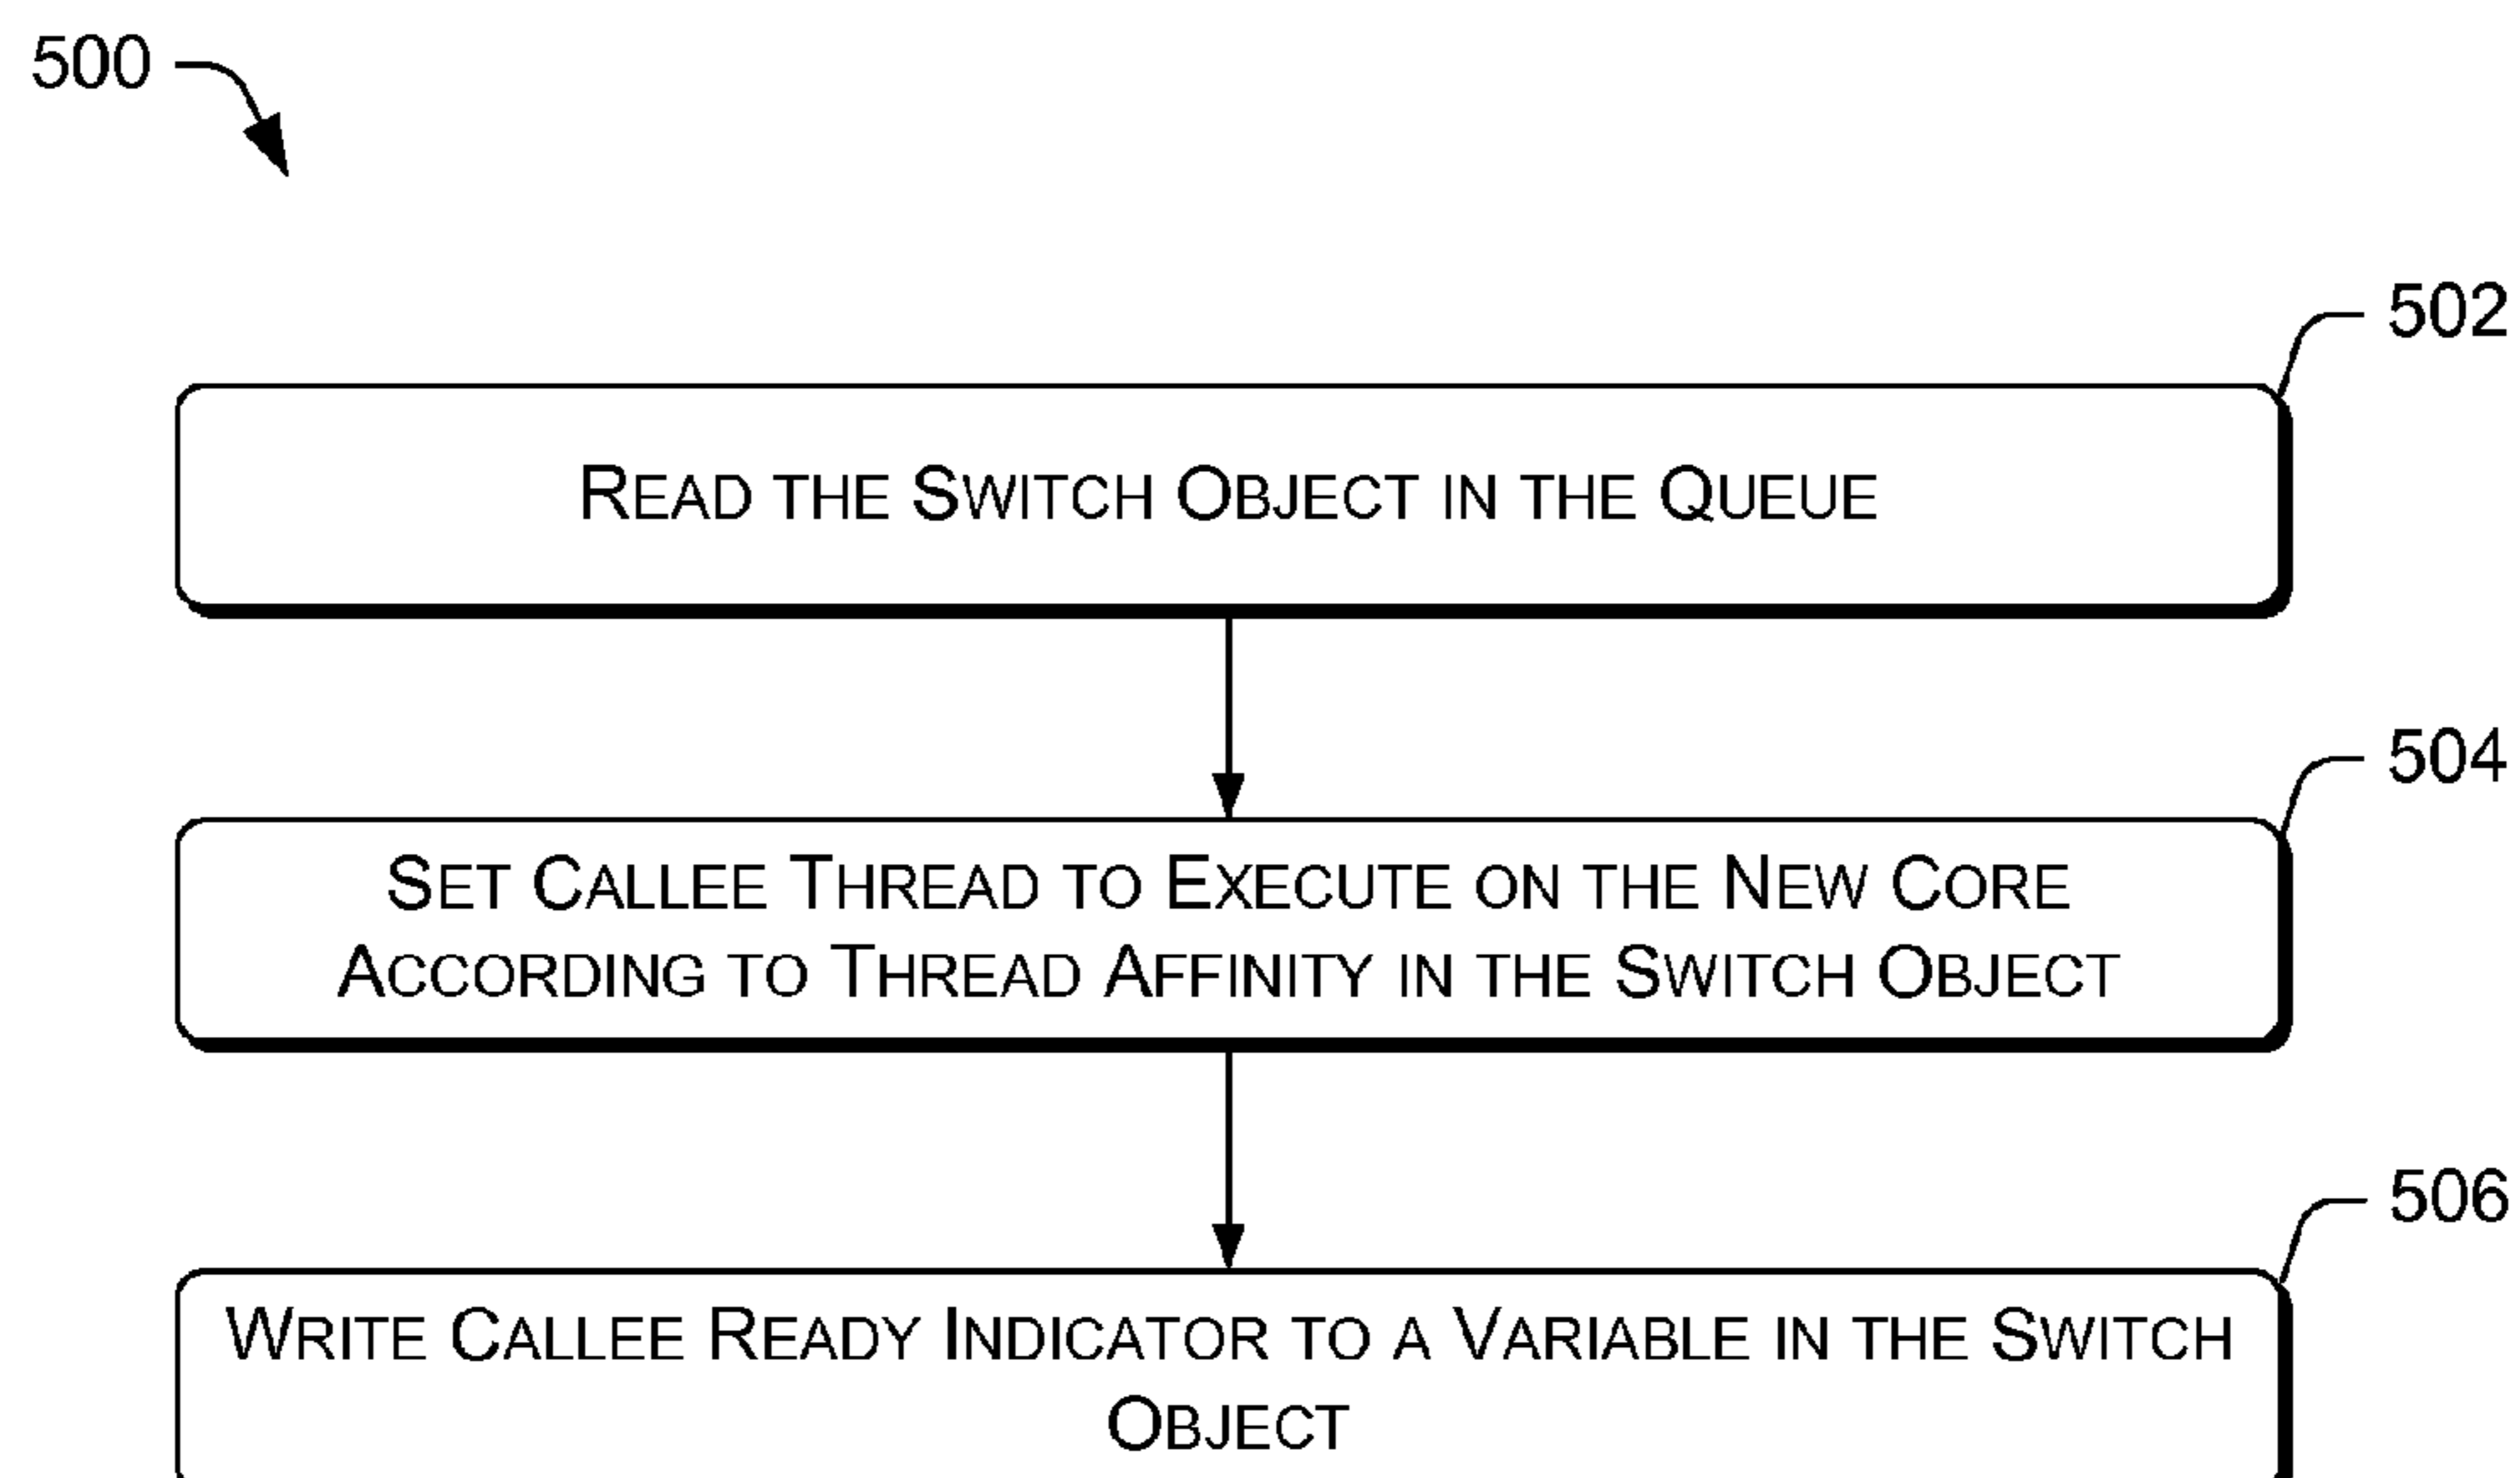 500
502
READ THE SWITCH OBJECT IN THE QUEUE
504
SET CALLEE THREAD TO EXECUTE ON THE NEW CORE
ACCORDING TO THREAD AFFINITY IN THE SWITCH OBJECT
506
WRITE CALLEE READY INDICATOR TO A VARIABLE IN THE SWITCH
OBJECT